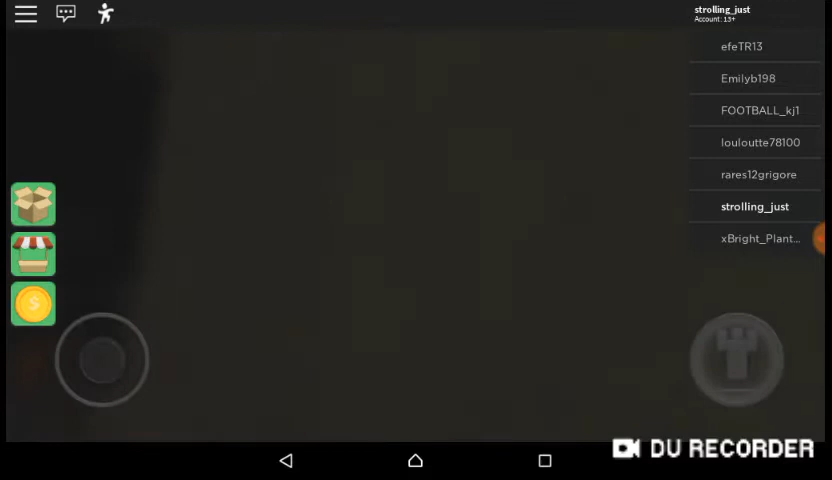 strolling_just
Account: 13+
efeTR13
Emilyb198
FOOTBALL_kj1
louloutte78100
rares12grigore
strolling_just
xBright_Plant...
DU RECORDER